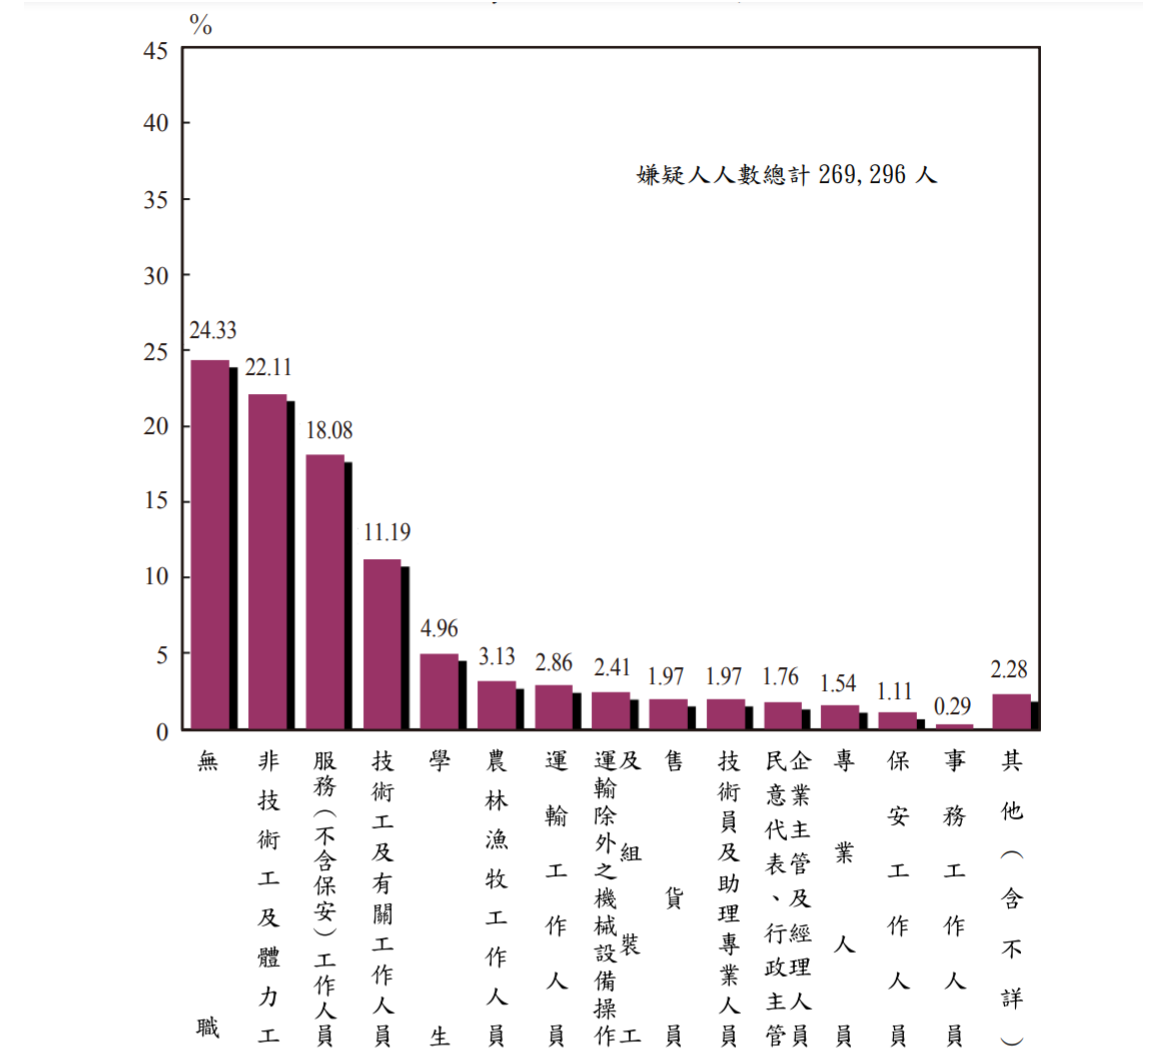 %
45
40
嫌疑人人數總計 269, 296 人
35
30
25
20
15
10
5
0
24.33
22.11
18.08
11.19
4.96
3.13
2.86
2.41
1.97
1.97
1.76
1.54
1.11
0.29
2.28
無職
非技術工及體力工
服務(不含保安)工作人員
技術工及有關工作人員
學生
農林漁牧工作人員
運輸工作人員
運輸除外之機械設備操作
及組裝工
售貨員
技術員及助理專業人員
民意代表、行政主管
企業主管及經理人員
專業人員
保安工作人員
事務工作人員
其他(含不詳)